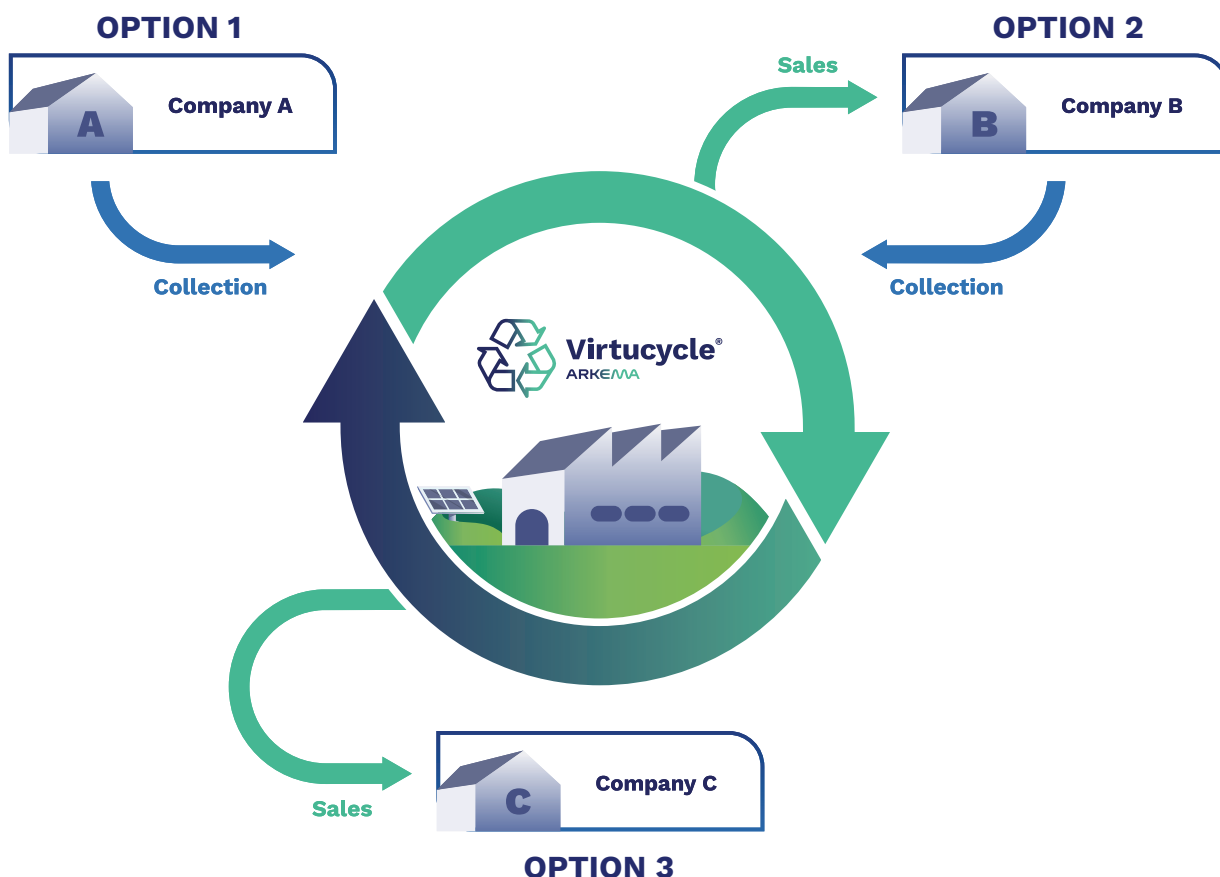 OPTION 1
OPTION 2
Sales
Company A
A
Company B
B
Collection
Collection
Virtucycle®
ARKEMA
Company C
C
Sales
OPTION 3